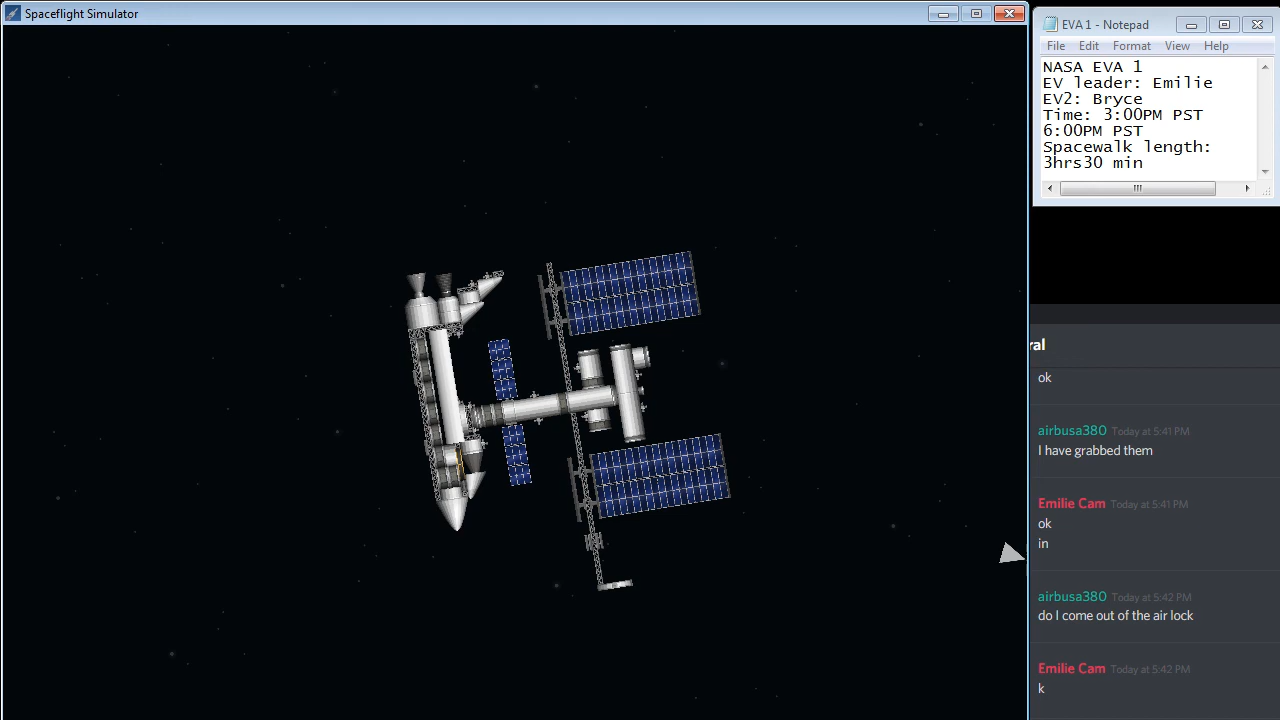 Spaceflight Simulator
EVA 1 - Notepad
File Edit Format View Help
NASA EVA 1
EV leader: Emilie
EV2: Bryce
Time: 3:00PM PST
6:00PM PST
Spacewalk length:
3hrs30 min
ral
ok
airbusa380 Today at 5:41 PM
I have grabbed them
Emilie Cam Today at 5:41 PM
ok
in
airbusa380 Today at 5:42 PM
do I come out of the air lock
Emilie Cam Today at 5:42 PM
k